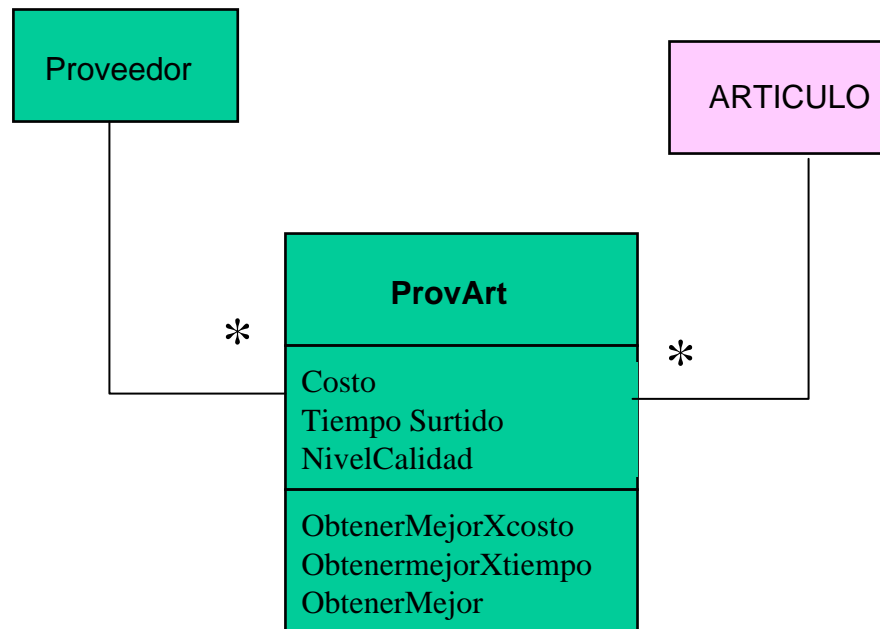 Proveedor
ARTICULO
ProvArt
*
*
Costo
Tiempo Surtido
NivelCalidad
ObtenerMejorXcosto
ObtenermejorXtiempo
ObtenerMejor